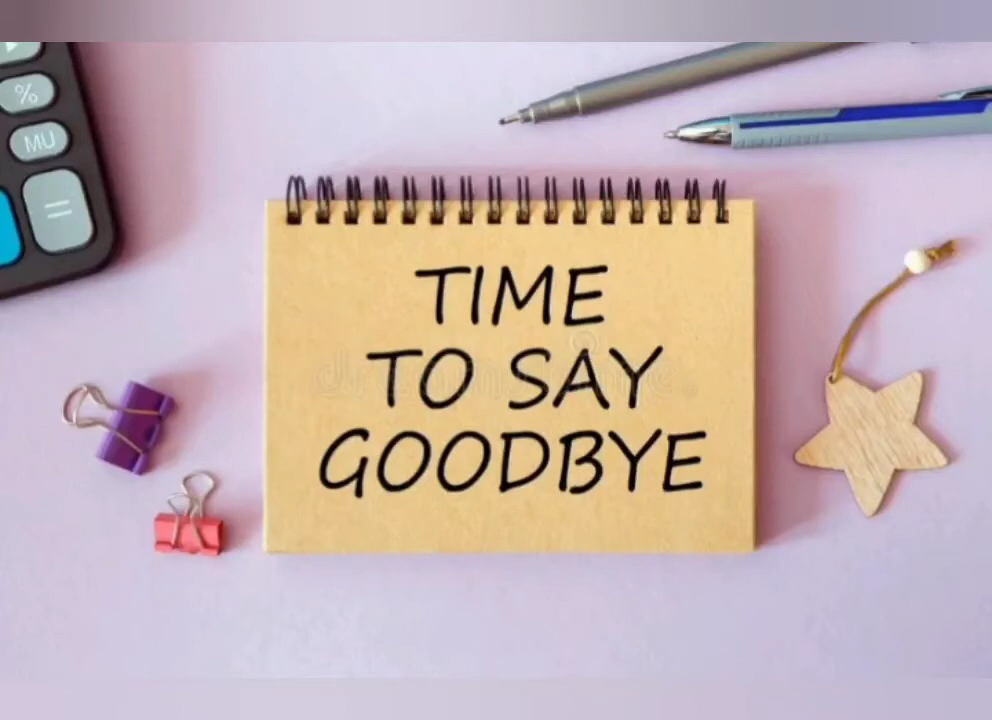 %
MU
=
TIME
TO SAY
GOODBYE